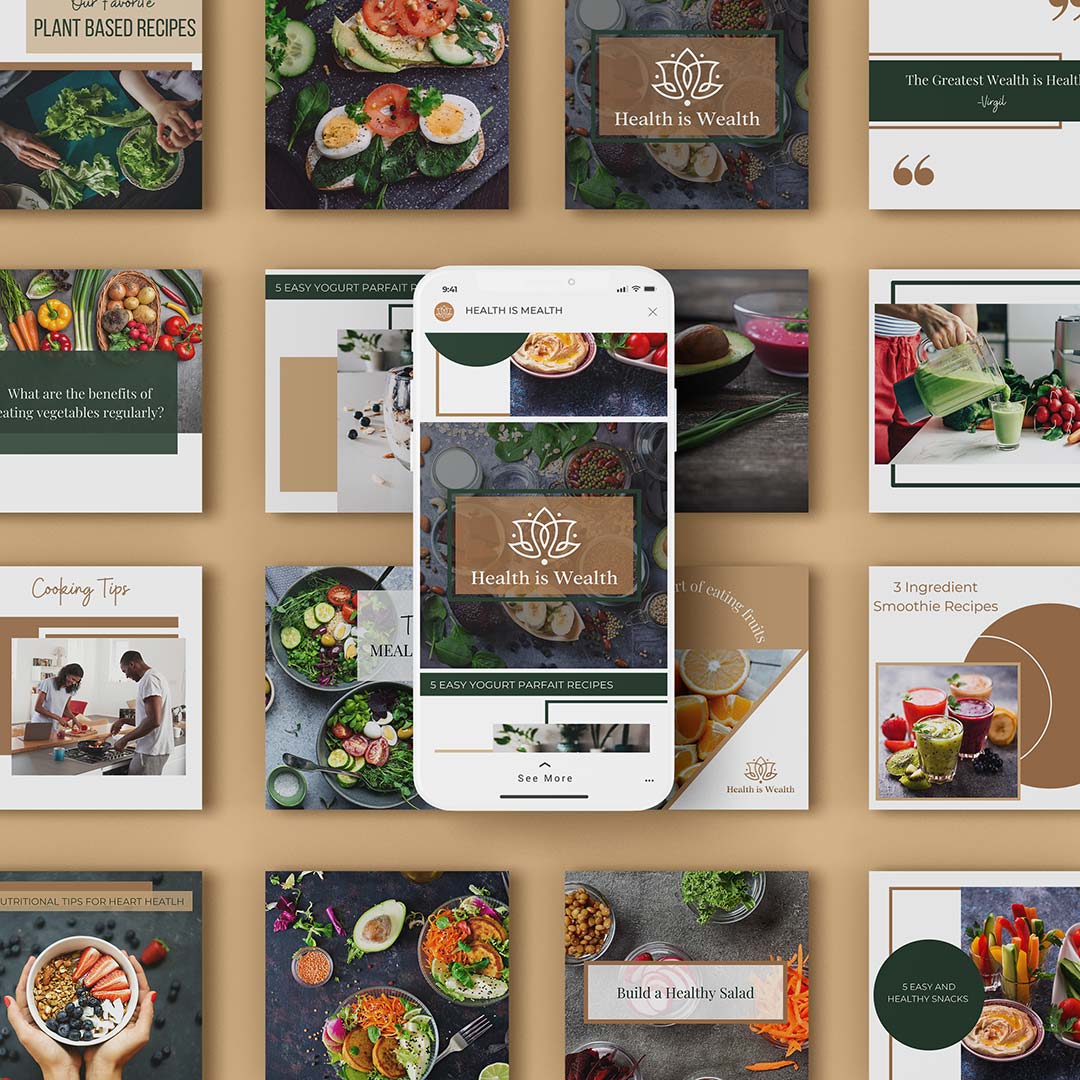 Our Favorite
PLANT BASED RECIPES
Health is Wealth
The Greatest Wealth is Healt
-Virgil
“
What are the benefits of
eating vegetables regularly?
5 EASY YOGURT PARFAIT R
9:41
HEALTH IS MEALTH
Health is Wealth
5 EASY YOGURT PARFAIT RECIPES
See More
Cooking Tips
T
MEAL
rt of eating fruits
Health is Wealth
3 Ingredient
Smoothie Recipes
UTRITIONAL TIPS FOR HEART HEATLH
Build a Healthy Salad
5 EASY AND
HEALTHY SNACKS